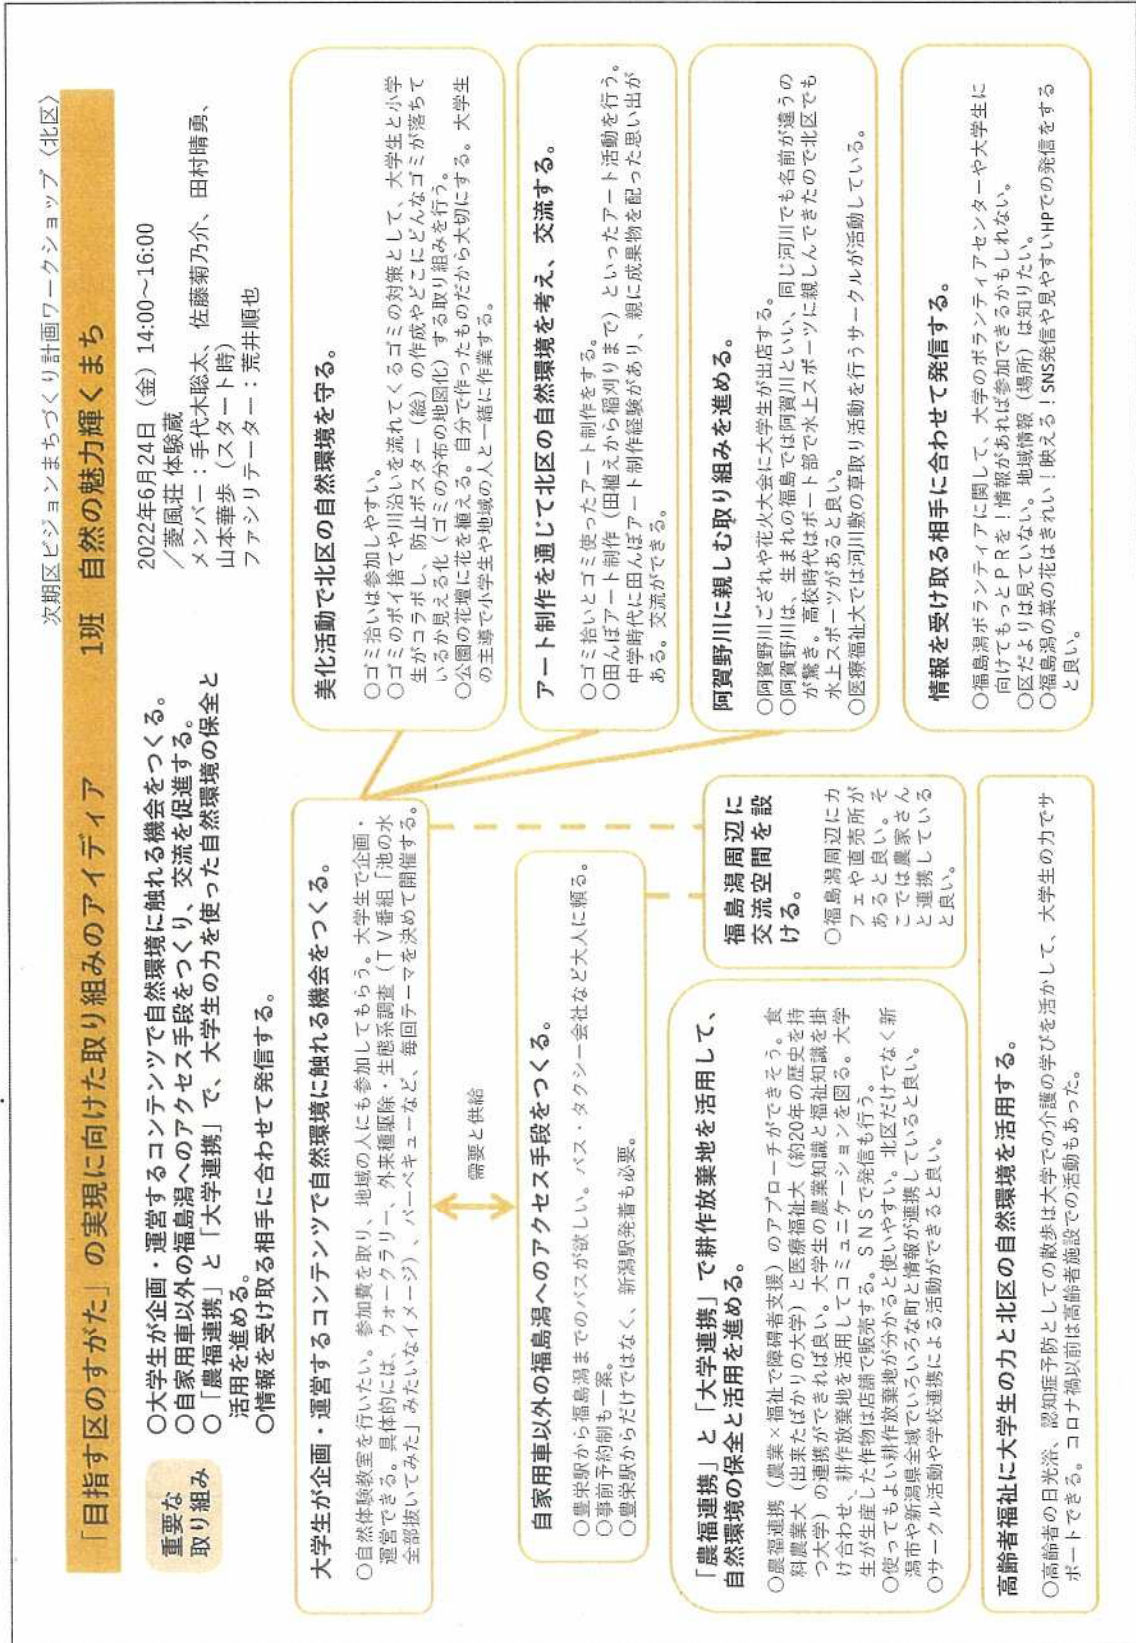 次期区ビジョンまちづくり計画ワークショップ〈北区〉
「目指す区のすがた」の実現に向けた取り組みのアイディア　1班　自然の魅力輝くまち
重要な
取り組み
〇大学生が企画・運営するコンテンツで自然環境に触れる機会をつくる。
〇自家用車以外の福島潟へのアクセス手段をつくり、交流を促進する。
〇「農福連携」と「大学連携」で、大学生の力を使った自然環境の保全と
活用を進める。
〇情報を受け取る相手に合わせて発信する。
2022年6月24日（金）14:00～16:00
／菱風荘 体験蔵
メンバー：手代木聡太、佐藤菊乃介、田村晴勇、
山本華歩（スタート時）
ファシリテーター：荒井順也
大学生が企画・運営するコンテンツで自然環境に触れる機会をつくる。
〇自然体験教室を行いたい。参加費を取り、地域の人にも参加してもらう。大学生で企画・
運営できる。具体的には、ウォークラリー、外来種駆除・生態系調査（ＴＶ番組「池の水
全部抜いてみた」みたいなイメージ）、バーベキューなど、毎回テーマを決めて開催する。
需要と供給
自家用車以外の福島潟へのアクセス手段をつくる。
〇豊栄駅から福島潟までのバスが欲しい。バス・タクシー会社など大人に頼る。
〇事前予約制も一案。
〇豊栄駅からだけではなく、新潟駅発着も必要。
「農福連携」と「大学連携」で耕作放棄地を活用して、
自然環境の保全と活用を進める。
〇農福連携（農業×福祉で障碍者支援）のアプローチができそう。食
料農業大（出来たばかりの大学）と医療福祉大（約20年の歴史を持
つ大学）の連携ができれば良い。大学生の農業知識と福祉知識を掛
け合わせ、耕作放棄地を活用してコミュニケーションを図る。大学
生が生産した作物は店舗で販売する。ＳＮＳで発信も行う。
〇使ってもよい耕作放棄地が分かると使いやすい。北区だけでなく新
潟市や新潟県全域でいろいろな町と情報が連携していると良い。
〇サークル活動や学校連携による活動ができると良い。
福島潟周辺に
交流空間を設
ける。
〇福島潟周辺にカ
フェや直売所が
あると良い。そ
こでは農家さん
と連携している
と良い。
高齢者福祉に大学生の力と北区の自然環境を活用する。
〇高齢者の日光浴、認知症予防としての散歩は大学での介護の学びを活かして、大学生の力でサ
ポートできる。コロナ禍以前は高齢者施設での活動もあった。
美化活動で北区の自然環境を守る。
〇ゴミ拾いは参加しやすい。
〇ゴミのポイ捨てや川沿いを流れてくるゴミの対策として、大学生と小学
生がコラボし、防止ポスター（絵）の作成やどこにどんなゴミが落ちて
いるか見える化（ゴミの分布の地図化）する取り組みを行う。
〇公園の花壇に花を植える。自分で作ったものだから大切にする。大学生
の主導で小学生や地域の人と一緒に作業する。
アート制作を通じて北区の自然環境を考え、交流する。
〇ゴミ拾いとゴミ使ったアート制作をする。
〇田んぼアート制作（田植えから稲刈りまで）といったアート活動を行う。
中学時代に田んぼアート制作経験があり、親に成果物を配った思い出が
ある。交流ができる。
阿賀野川に親しむ取り組みを進める。
〇阿賀野川ござれや花火大会に大学生が出店する。
〇阿賀野川は、生まれの福島では阿賀川といい、同じ河川でも名前が違うの
が驚き。高校時代はボート部で水上スポーツに親しんできたので北区でも
水上スポーツがあると良い。
〇医療福祉大では河川敷の草取り活動を行うサークルが活動している。
情報を受け取る相手に合わせて発信する。
〇福島潟ボランティアに関して、大学のボランティアセンターや大学生に
向けてもっとＰＲを！情報があれば参加できるかもしれない。
〇区だよりは見ていない。地域情報（場所）は知りたい。
〇福島潟の菜の花はきれい！映える！SNS発信や見やすいHPでの発信をする
と良い。